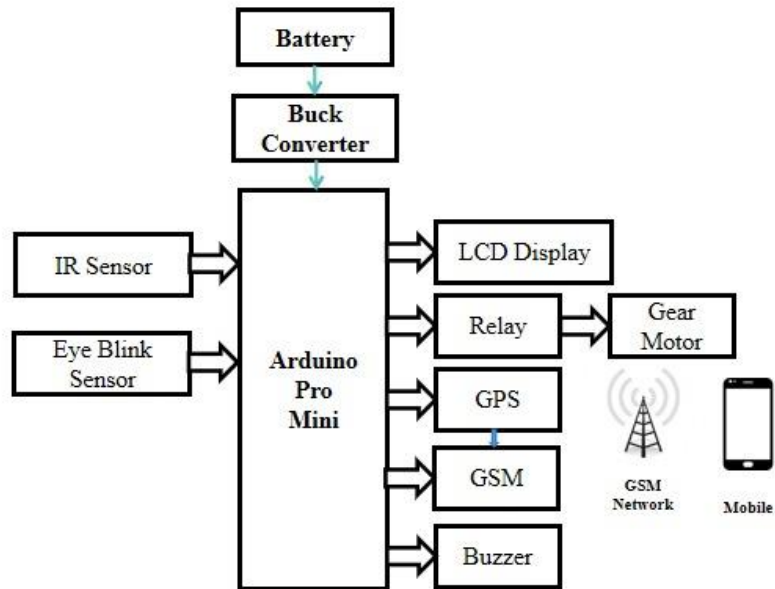 Battery
Buck
Converter
IR Sensor
Eye Blink
Sensor
Arduino
Pro
Mini
LCD Display
Relay
Gear
Motor
GPS
GSM
Buzzer
GSM
Network
Mobile